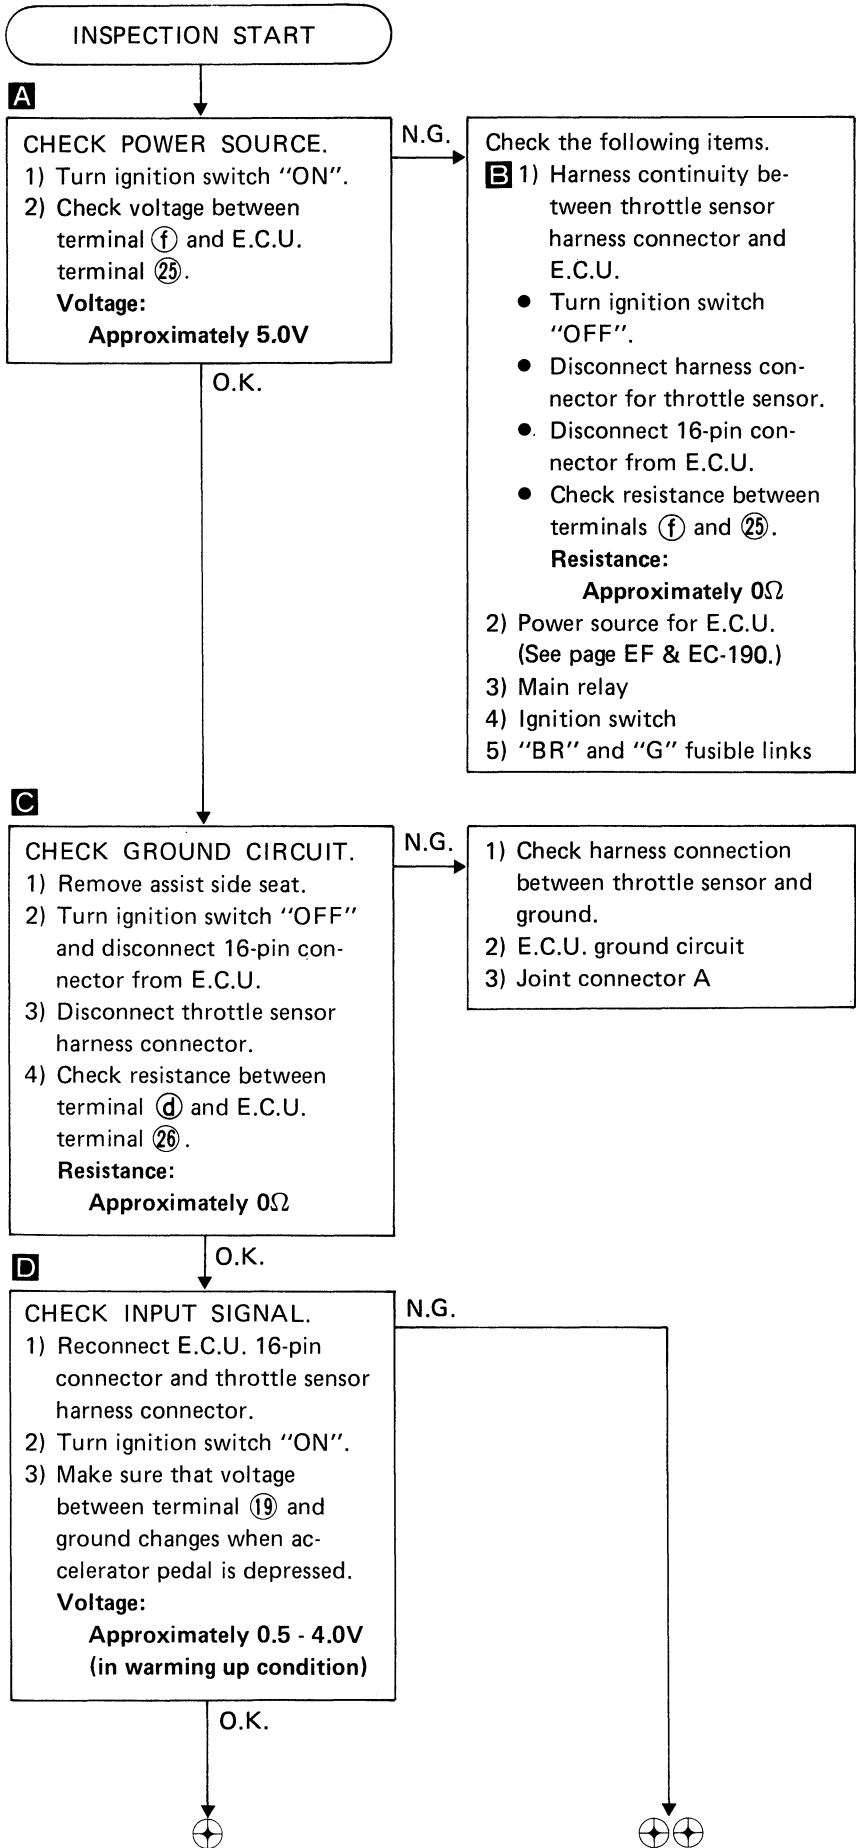 INSPECTION START
A
CHECK POWER SOURCE.
1) Turn ignition switch "ON".
2) Check voltage between
terminal ⓕ and E.C.U.
terminal ㉕.
Voltage:
Approximately 5.0V
N.G.
O.K.
Check the following items.
B 1) Harness continuity be-
tween throttle sensor
harness connector and
E.C.U.
● Turn ignition switch
"OFF".
● Disconnect harness con-
nector for throttle sensor.
● Disconnect 16-pin con-
nector from E.C.U.
● Check resistance between
terminals ⓕ and ㉕.
Resistance:
Approximately 0Ω
2) Power source for E.C.U.
(See page EF & EC-190.)
3) Main relay
4) Ignition switch
5) "BR" and "G" fusible links
C
CHECK GROUND CIRCUIT.
1) Remove assist side seat.
2) Turn ignition switch "OFF"
and disconnect 16-pin con-
nector from E.C.U.
3) Disconnect throttle sensor
harness connector.
4) Check resistance between
terminal ⓓ and E.C.U.
terminal ㉖.
Resistance:
Approximately 0Ω
N.G.
O.K.
1) Check harness connection
between throttle sensor and
ground.
2) E.C.U. ground circuit
3) Joint connector A
D
CHECK INPUT SIGNAL.
1) Reconnect E.C.U. 16-pin
connector and throttle sensor
harness connector.
2) Turn ignition switch "ON".
3) Make sure that voltage
between terminal ⑲ and
ground changes when ac-
celerator pedal is depressed.
Voltage:
Approximately 0.5 - 4.0V
(in warming up condition)
N.G.
O.K.